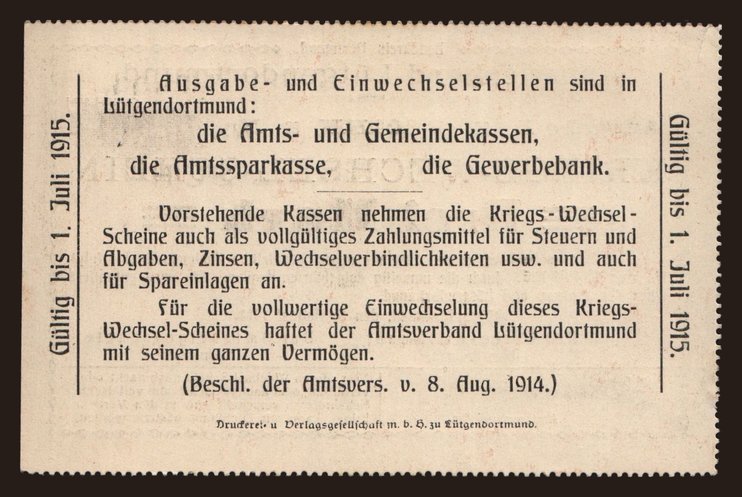 Ausgabe- und Einwechselstellen sind in
Lütgendortmund:
die Amts- und Gemeindekassen,
die Amtssparkasse, die Gewerbebank.
Vorstehende Kassen nehmen die Kriegs-Wechsel-
Scheine auch als vollgültiges Zahlungsmittel für Steuern und
Abgaben, Zinsen, Wechselverbindlichkeiten usw. und auch
für Spareinlagen an.
Für die vollwertige Einwechselung dieses Kriegs-
Wechsel-Scheines haftet der Amtsverband Lütgendortmund
mit seinem ganzen Vermögen.
(Beschl. der Amtsvers. v. 8. Aug. 1914.)
Druckerei- u Verlagsgesellschaft m. b. H. zu Lütgendortmund.
Gültig bis 1. Juli 1915.
Gültig bis 1. Juli 1915.